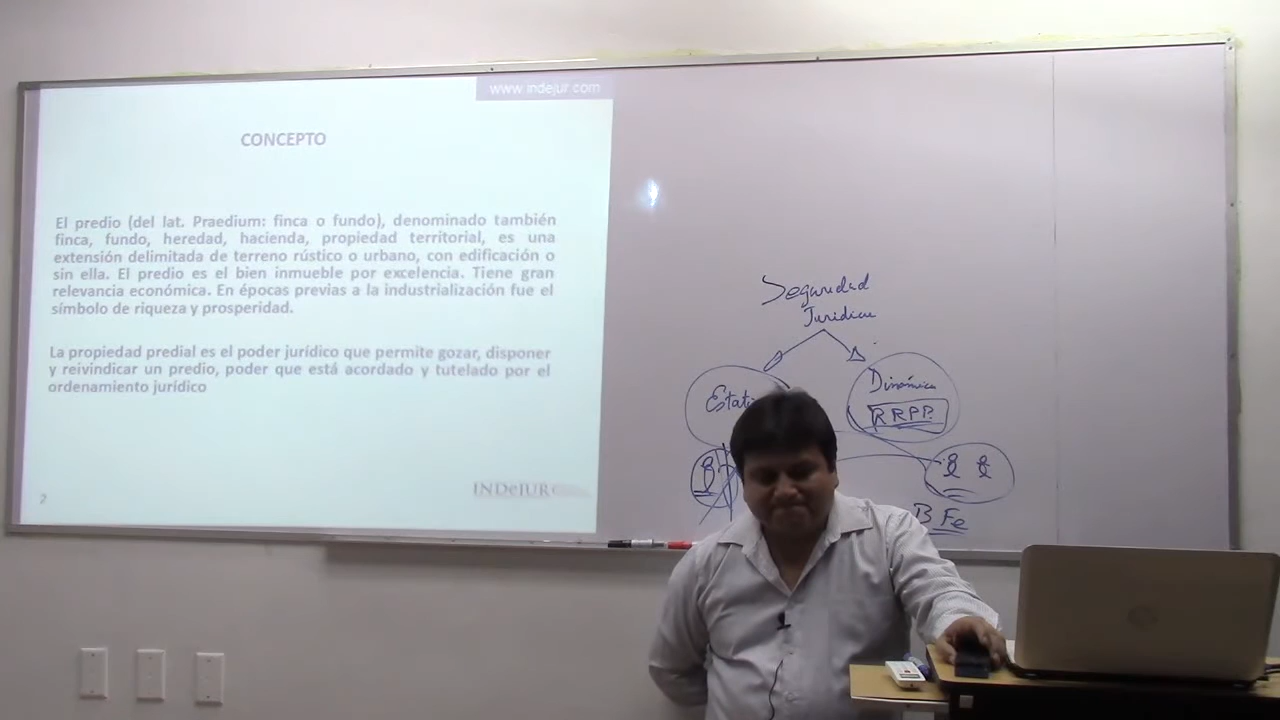 www.indejur.com
CONCEPTO
El predio (del lat. Praedium: finca o fundo), denominado también
finca, fundo, heredad, hacienda, propiedad territorial, es una
extensión delimitada de terreno rústico o urbano, con edificación o
sin ella. El predio es el bien inmueble por excelencia. Tiene gran
relevancia económica. En épocas previas a la industrialización fue el
símbolo de riqueza y prosperidad.
La propiedad predial es el poder jurídico que permite gozar, disponer
y reivindicar un predio, poder que está acordado y tutelado por el
ordenamiento jurídico
INDeJUR
2
Seguridad
Juridica
Estati
Dinámica
RRPP.
B Fe